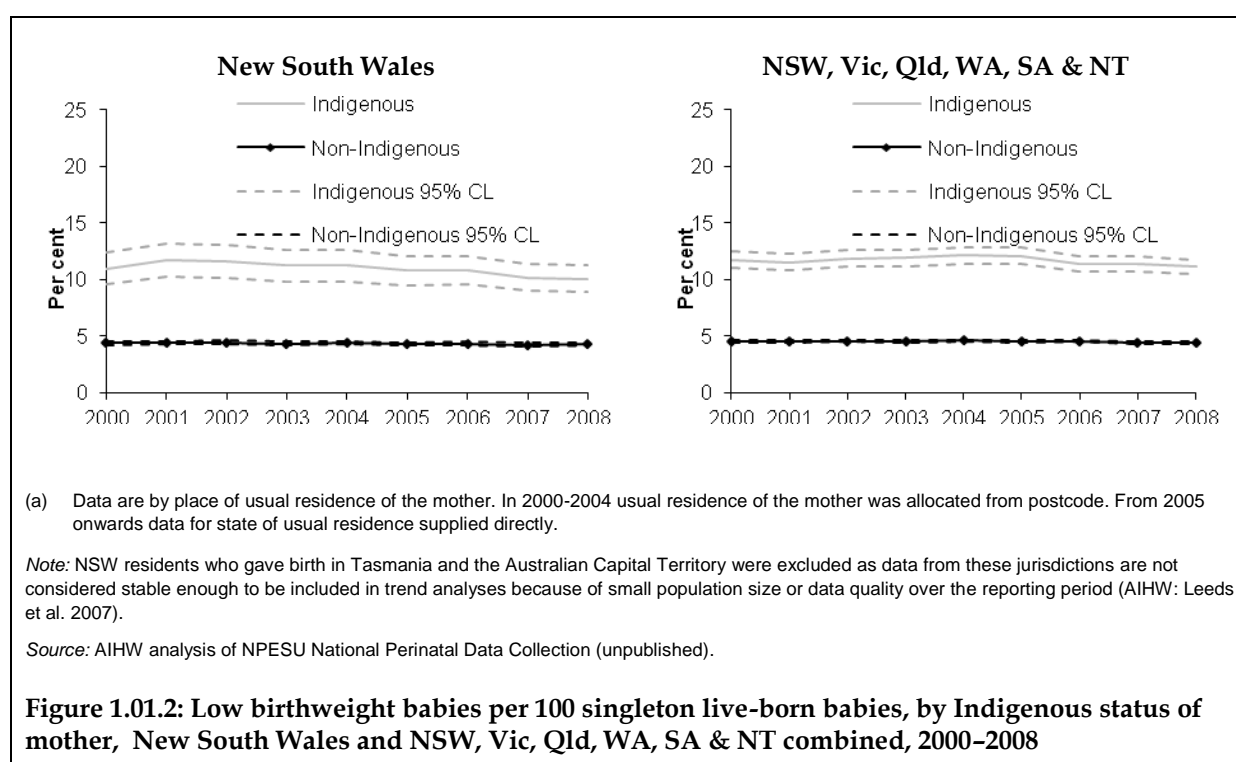 New South Wales
Indigenous
Non-Indigenous
Indigenous 95% CL
Non-Indigenous 95% CL
Per cent
25
20
15
10
5
0
2000 2001 2002 2003 2004 2005 2006 2007 2008
NSW, Vic, Qld, WA, SA & NT
Indigenous
Non-Indigenous
Indigenous 95% CL
Non-Indigenous 95% CL
Per cent
25
20
15
10
5
0
2000 2001 2002 2003 2004 2005 2006 2007 2008
(a) Data are by place of usual residence of the mother. In 2000-2004 usual residence of the mother was allocated from postcode. From 2005
onwards data for state of usual residence supplied directly.
Note: NSW residents who gave birth in Tasmania and the Australian Capital Territory were excluded as data from these jurisdictions are not
considered stable enough to be included in trend analyses because of small population size or data quality over the reporting period (AIHW: Leeds
et al. 2007).
Source: AIHW analysis of NPESU National Perinatal Data Collection (unpublished).
Figure 1.01.2: Low birthweight babies per 100 singleton live-born babies, by Indigenous status of
mother, New South Wales and NSW, Vic, Qld, WA, SA & NT combined, 2000–2008